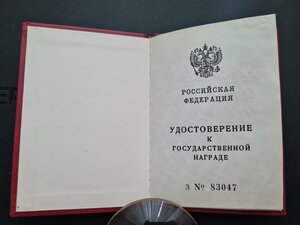 РОССИЙСКАЯ
ФЕДЕРАЦИЯ
УДОСТОВЕРЕНИЕ
К
ГОСУДАРСТВЕННОЙ
НАГРАДЕ
З № 83047